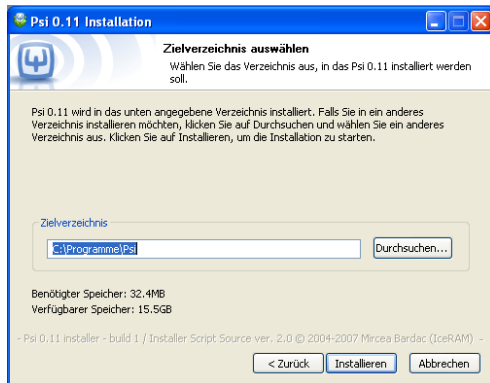 Psi 0.11 Installation
Zielverzeichnis auswählen
Wählen Sie das Verzeichnis aus, in das Psi 0.11 installiert werden
soll.
Psi 0.11 wird in das unten angegebene Verzeichnis installiert. Falls Sie in ein anderes
Verzeichnis installieren möchten, klicken Sie auf Durchsuchen und wählen Sie ein anderes
Verzeichnis aus. Klicken Sie auf Installieren, um die Installation zu starten.
Zielverzeichnis
C:\Programme\Psi
Durchsuchen...
Benötigter Speicher: 32.4MB
Verfügbarer Speicher: 15.5GB
- Psi 0.11 installer - build 1 / Installer Script Source ver. 2.0 © 2004-2007 Mircea Bardac (IceRAM) -
< Zurück
Installieren
Abbrechen